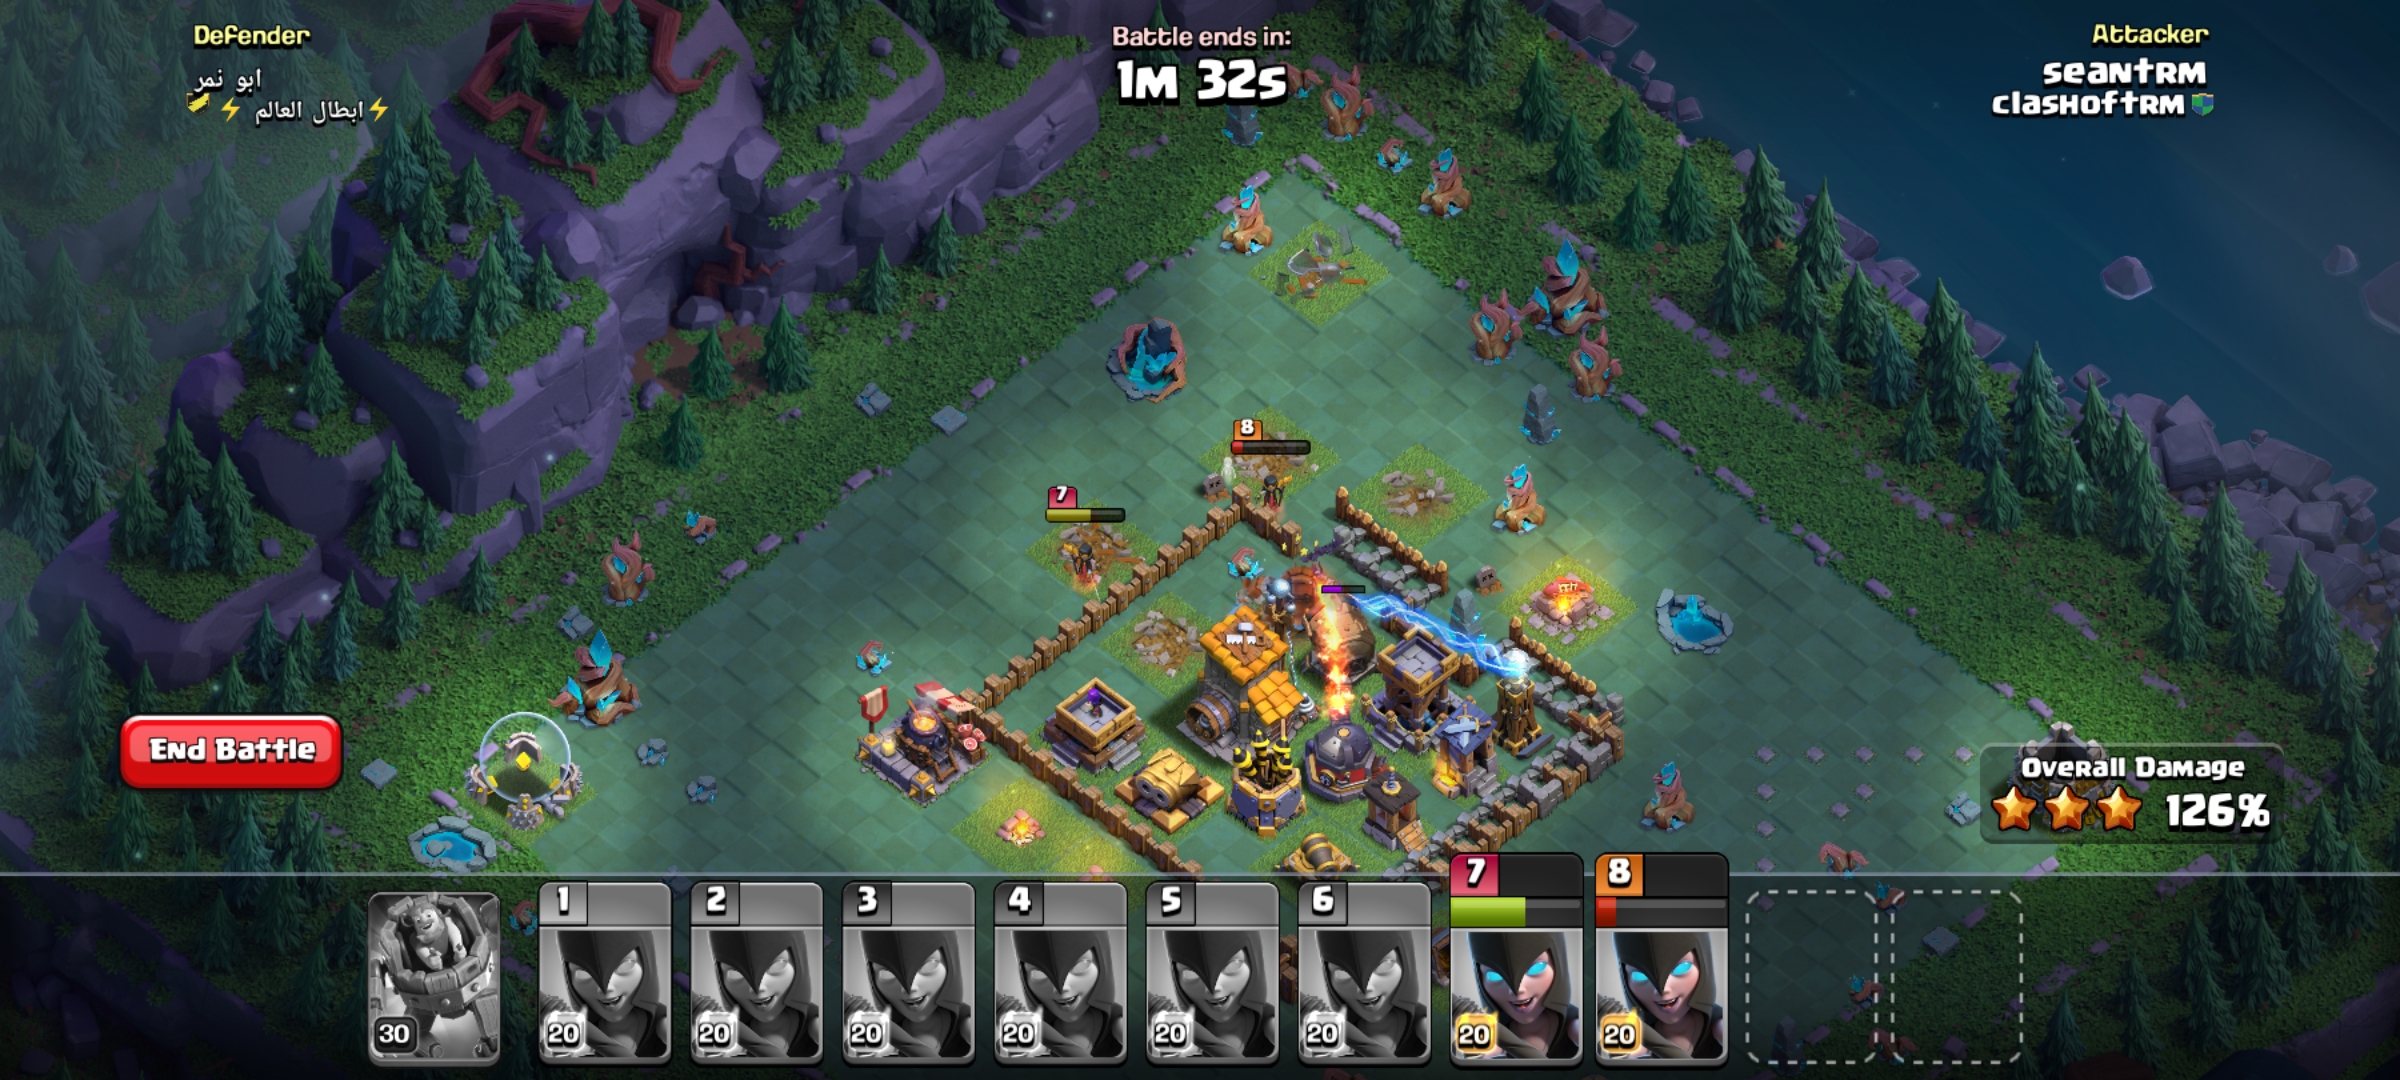 Defender
ابو نمر
⚡ابطال العالم⚡
Battle ends in:
1M 32s
Attacker
seantRM
clashoftRM
8
7
End Battle
Overall Damage
126%
30
1
20
2
20
3
20
4
20
5
20
6
20
7
20
8
20